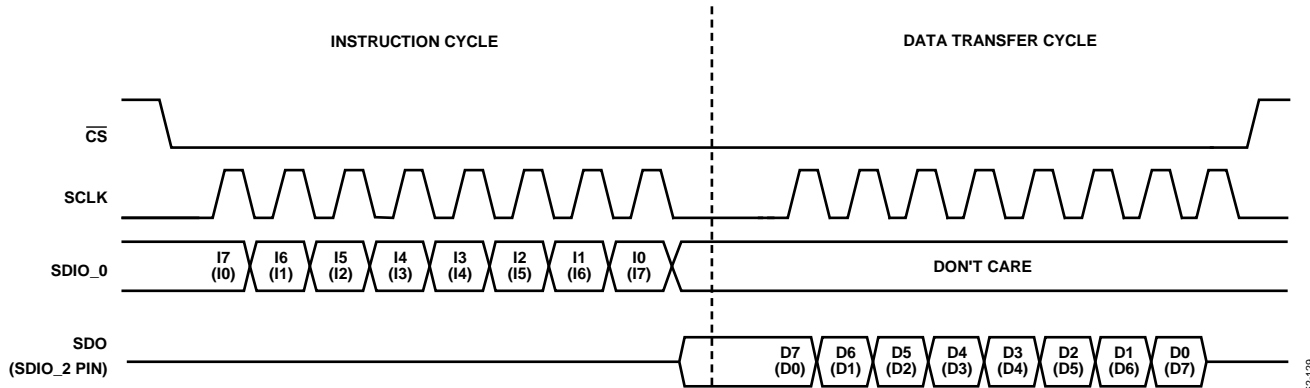 INSTRUCTION CYCLE
DATA TRANSFER CYCLE
CS
SCLK
SDIO_0
I7 (I0)
I6 (I1)
I5 (I2)
I4 (I3)
I3 (I4)
I2 (I5)
I1 (I6)
I0 (I7)
DON'T CARE
SDO
(SDIO_2 PIN)
D7 (D0)
D6 (D1)
D5 (D2)
D4 (D3)
D3 (D4)
D2 (D5)
D1 (D6)
D0 (D7)